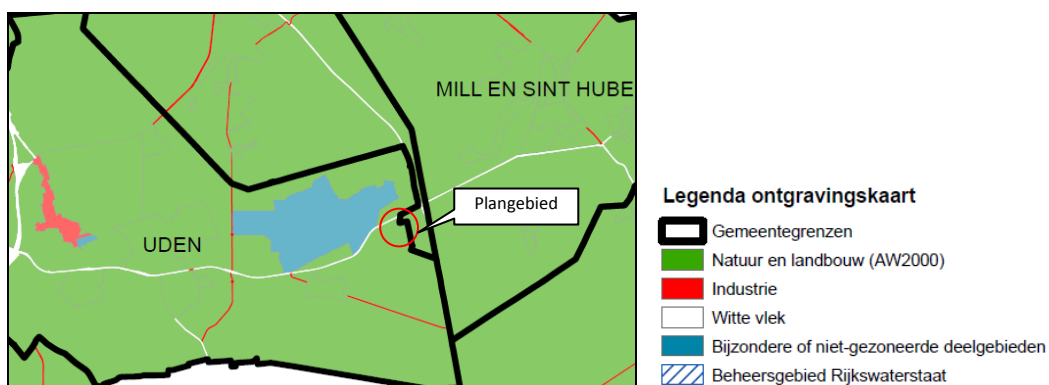 MILL EN SINT HUBE
Plangebied
UDEN
Legenda ontgravingskaart
Gemeentegrenzen
Natuur en landbouw (AW2000)
Industrie
Witte vlek
Bijzondere of niet-gezoneerde deelgebieden
Beheersgebied Rijkswaterstaat